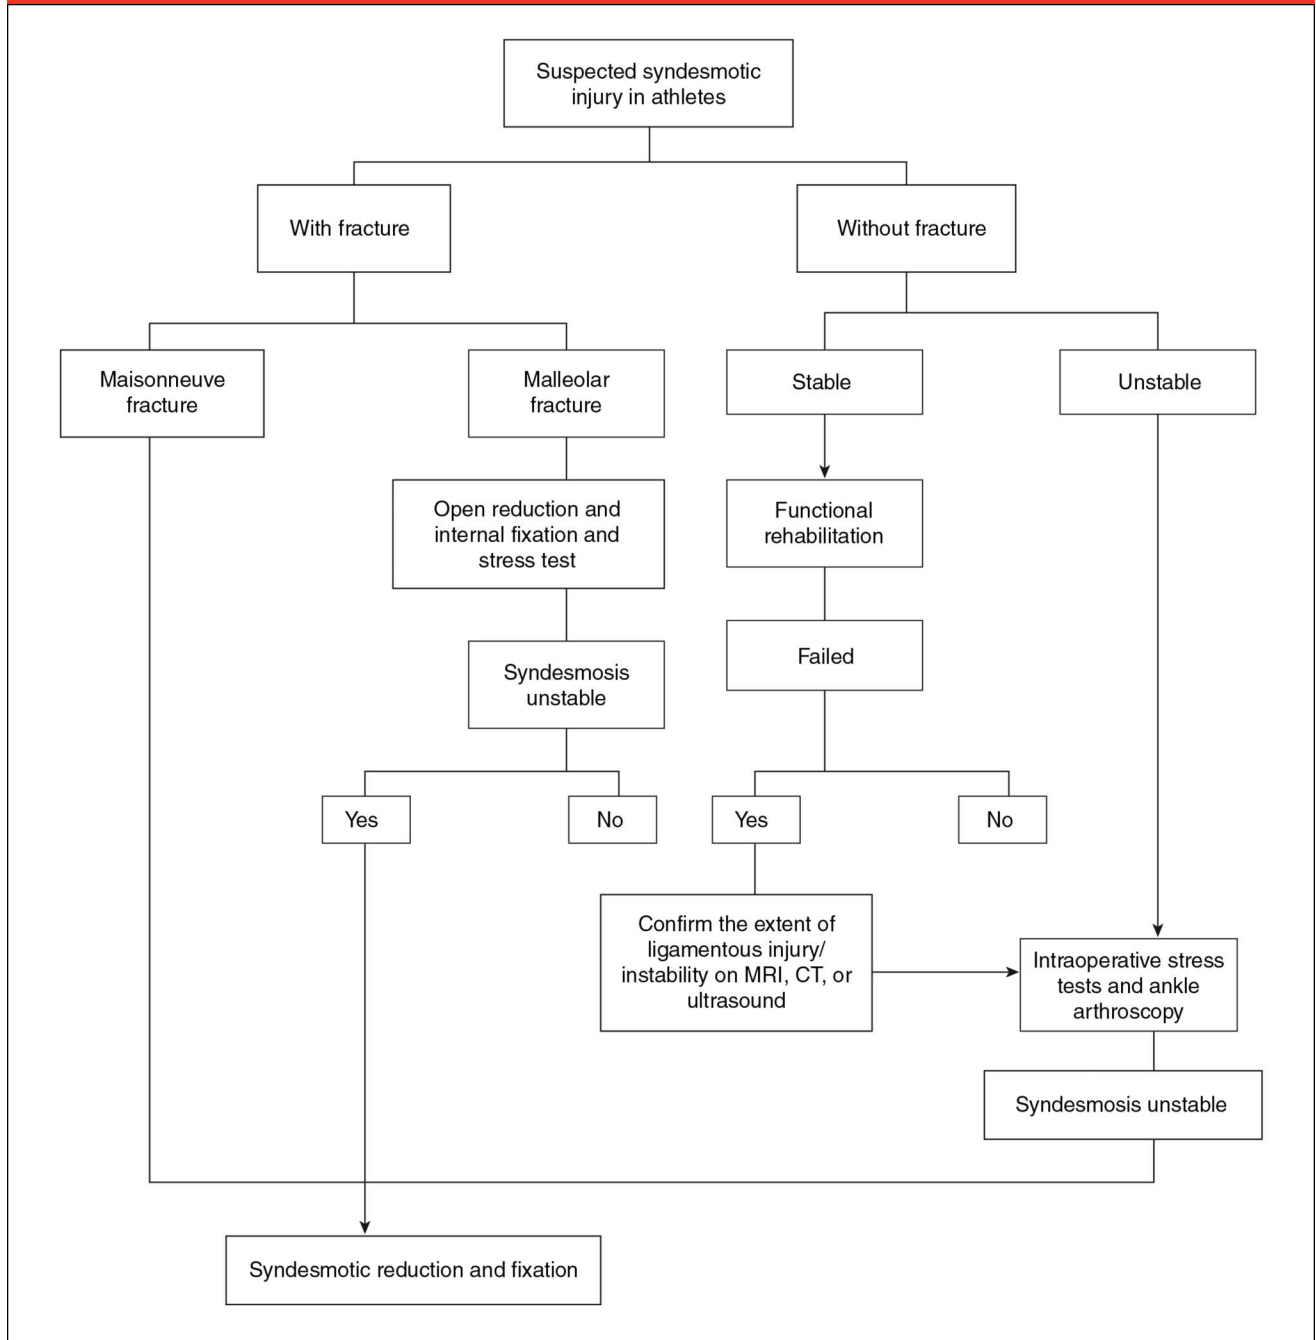 Suspected syndesmotic
injury in athletes
With fracture
Without fracture
Maisonneuve
fracture
Malleolar
fracture
Stable
Unstable
Open reduction and
internal fixation and
stress test
Functional
rehabilitation
Syndesmosis
unstable
Failed
Yes
No
Yes
No
Confirm the extent of
ligamentous injury/
instability on MRI, CT, or
ultrasound
Intraoperative stress
tests and ankle
arthroscopy
Syndesmosis unstable
Syndesmotic reduction and fixation